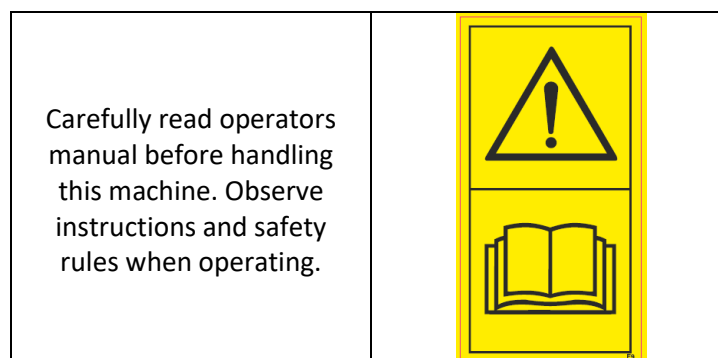 Carefully read operators
manual before handling
this machine. Observe
instructions and safety
rules when operating.